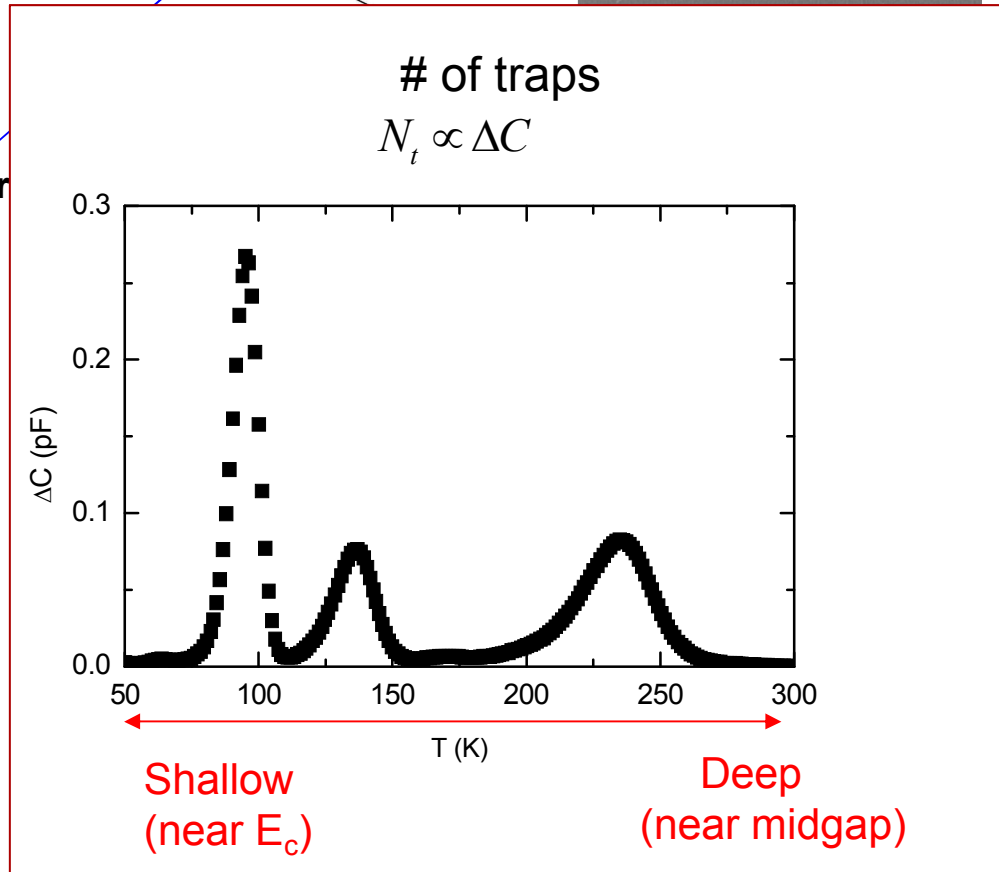 # of traps
N_t ∝ ΔC
r
0.3
0.2
0.1
0.0
ΔC (pF)
50 100 150 200 250 300
T (K)
Shallow
(near E_c)
Deep
(near midgap)